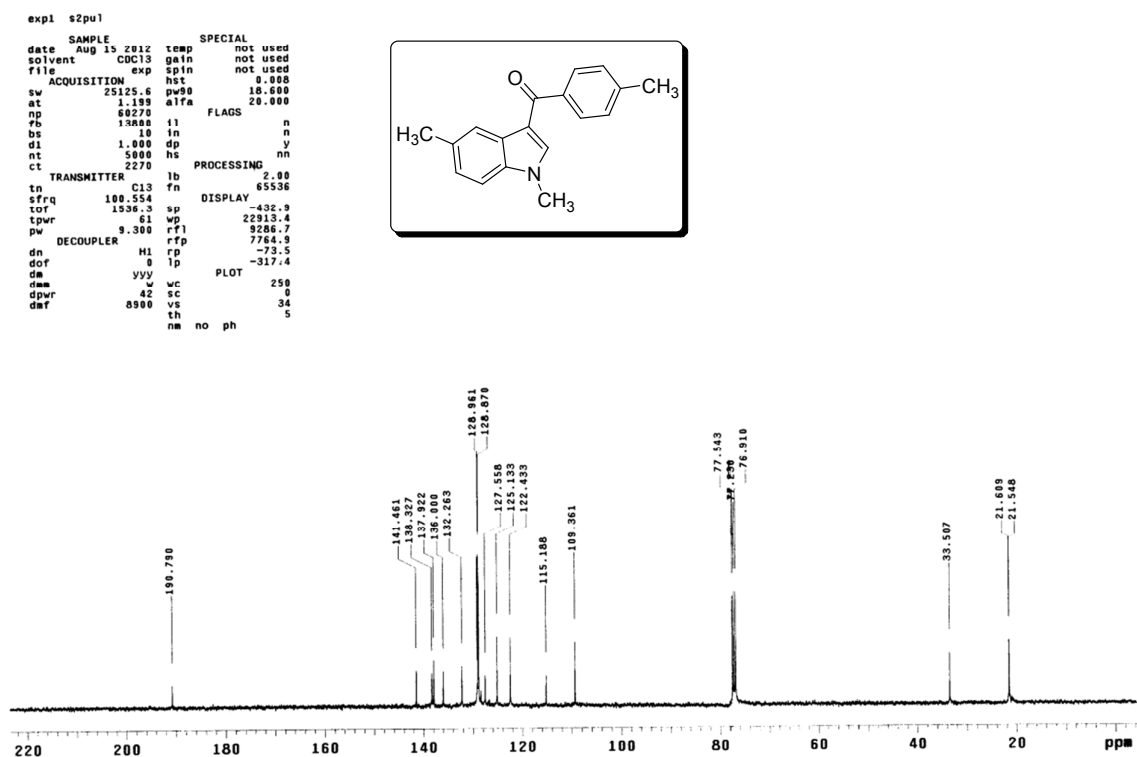 exp1 s2pul
SAMPLE SPECIAL
date Aug 15 2012 temp not used
solvent CDCl3 gain not used
file exp spin not used
ACQUISITION hst 0.008
sw 25125.6 pw90 18.600
at 1.199 alfa 20.000
np 60270 FLAGS
fb 13800 il n
bs 10 in n
d1 1.000 dp y
nt 5000 hs nn
ct 2270 PROCESSING
TRANSMITTER lb 2.00
tn C13 fn 65536
sfrq 100.554 DISPLAY
tof 1536.3 sp -432.9
tpwr 61 wp 22913.4
pw 9.300 rfl 9286.7
DECOUPLER rfp 7764.9
dn H1 rp -73.5
dof 0 lp -317.4
dm yyy PLOT
dmm w wc 250
dpwr 42 sc 0
dmf 8900 vs 34
th 5
nm no ph
O
CH3
H3C
N
CH3
190.790
141.461
138.327
137.922
136.000
132.263
128.961
128.870
127.558
125.133
122.433
115.188
109.361
77.543
77.230
76.910
33.507
21.609
21.548
220 200 180 160 140 120 100 80 60 40 20 ppm